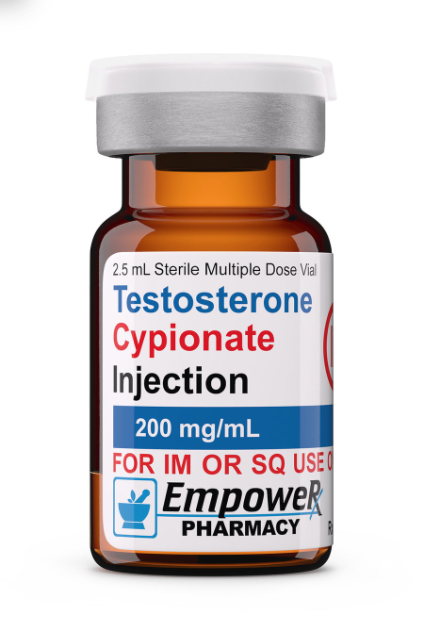 2.5 mL Sterile Multiple Dose Vial
Testosterone
Cypionate
Injection
200 mg/mL
FOR IM OR SQ USE
EmpoweRx
PHARMACY